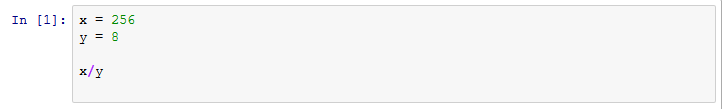 In [1]: x = 256
y = 8
x/y